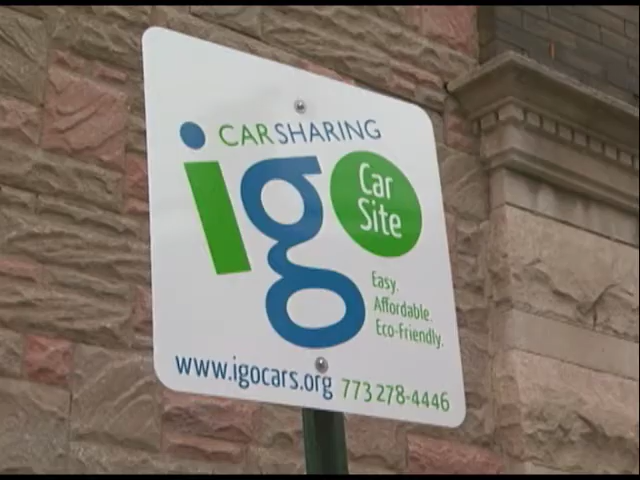 CARSHARING
igo
Car
Site
Easy.
Affordable.
Eco-Friendly.
www.igocars.org 773 278-4446